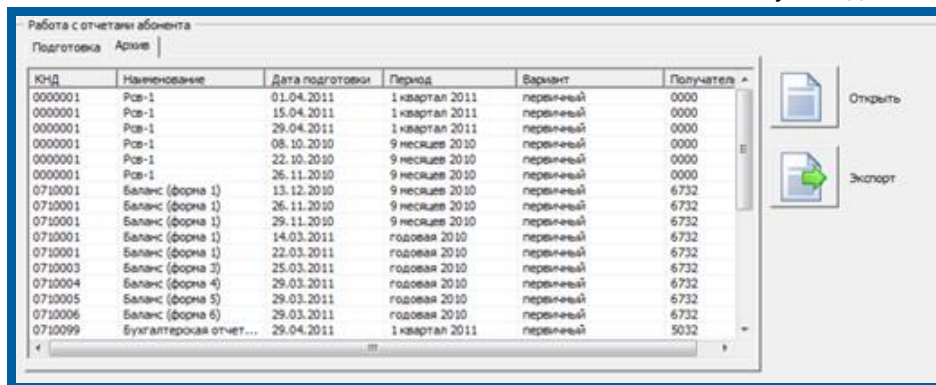 Работа с отчетами абонента
Подготовка Архив
КНД Наименование Дата подготовки Период Вариант Получатель
0000001 Рсв-1 01.04.2011 1 квартал 2011 первичный 0000
0000001 Рсв-1 15.04.2011 1 квартал 2011 первичный 0000
0000001 Рсв-1 29.04.2011 1 квартал 2011 первичный 0000
0000001 Рсв-1 08.10.2010 9 месяцев 2010 первичный 0000
0000001 Рсв-1 22.10.2010 9 месяцев 2010 первичный 0000
0000001 Рсв-1 26.11.2010 9 месяцев 2010 первичный 0000
0710001 Баланс (форма 1) 13.12.2010 9 месяцев 2010 первичный 6732
0710001 Баланс (форма 1) 26.11.2010 9 месяцев 2010 первичный 6732
0710001 Баланс (форма 1) 29.11.2010 9 месяцев 2010 первичный 6732
0710001 Баланс (форма 1) 14.03.2011 годовая 2010 первичный 6732
0710001 Баланс (форма 1) 22.03.2011 годовая 2010 первичный 6732
0710003 Баланс (форма 3) 25.03.2011 годовая 2010 первичный 6732
0710004 Баланс (форма 4) 29.03.2011 годовая 2010 первичный 6732
0710005 Баланс (форма 5) 29.03.2011 годовая 2010 первичный 6732
0710006 Баланс (форма 6) 29.03.2011 годовая 2010 первичный 6732
0710099 Бухгалтерская отчет... 29.04.2011 1 квартал 2011 первичный 5032
Открыть
Экспорт